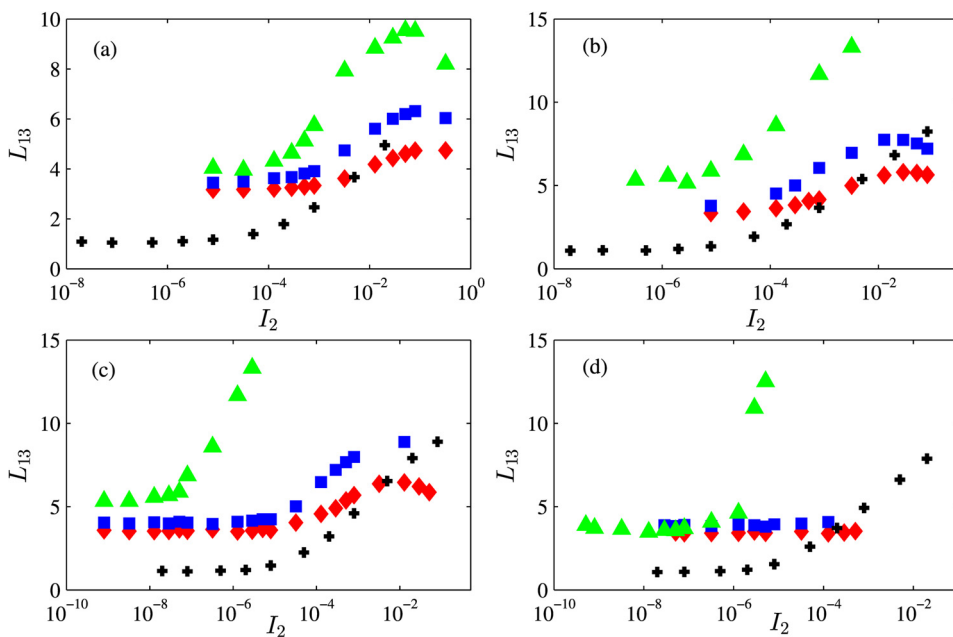 (a)
L₁₃
10
8
6
4
2
0
10⁻⁸ 10⁻⁶ 10⁻⁴ 10⁻² 10⁰
I₂
(b)
L₁₃
15
10
5
0
10⁻⁸ 10⁻⁶ 10⁻⁴ 10⁻²
I₂
(c)
L₁₃
15
10
5
0
10⁻¹⁰ 10⁻⁸ 10⁻⁶ 10⁻⁴ 10⁻²
I₂
(d)
L₁₃
15
10
5
0
10⁻¹⁰ 10⁻⁸ 10⁻⁶ 10⁻⁴ 10⁻²
I₂